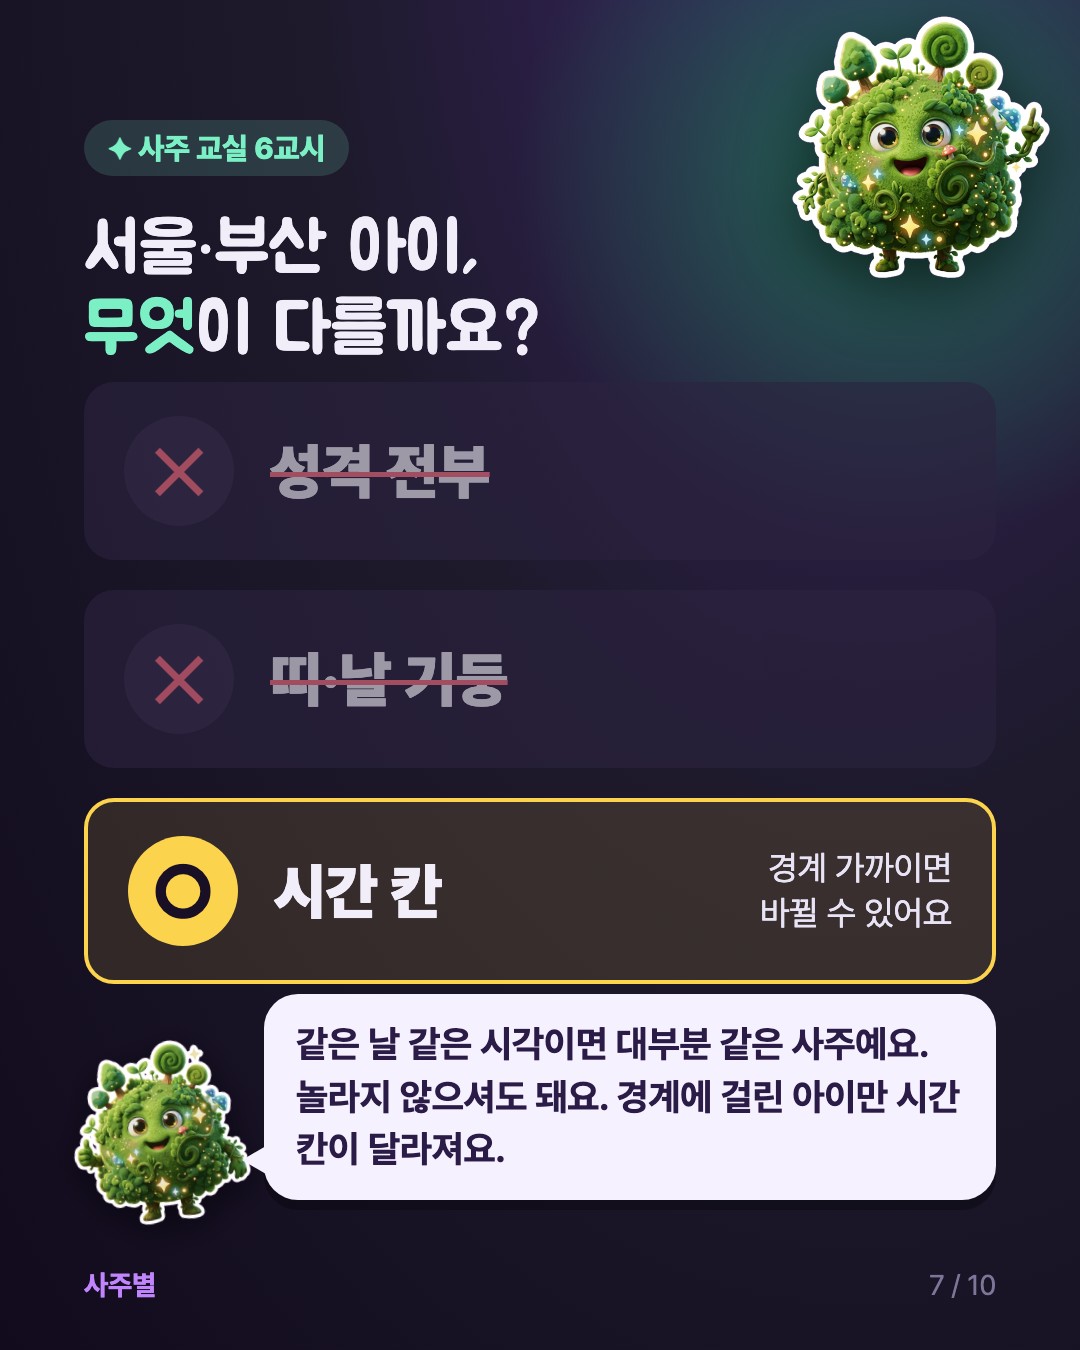 ✦ 사주 교실 6교시
서울·부산 아이,
무엇이 다를까요?
성격 전부
띠·날 기둥
시간 칸
경계 가까이면
바뀔 수 있어요
같은 날 같은 시각이면 대부분 같은 사주예요.
놀라지 않으셔도 돼요. 경계에 걸린 아이만 시간
칸이 달라져요.
사주별
7 / 10